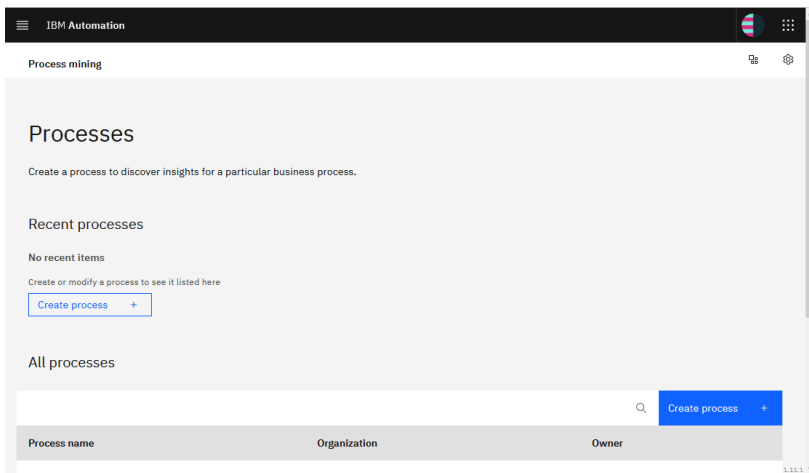 IBM Automation
Process mining
Processes
Create a process to discover insights for a particular business process.
Recent processes
No recent items
Create or modify a process to see it listed here
Create process +
All processes
Create process +
Process name Organization Owner
1.11.1